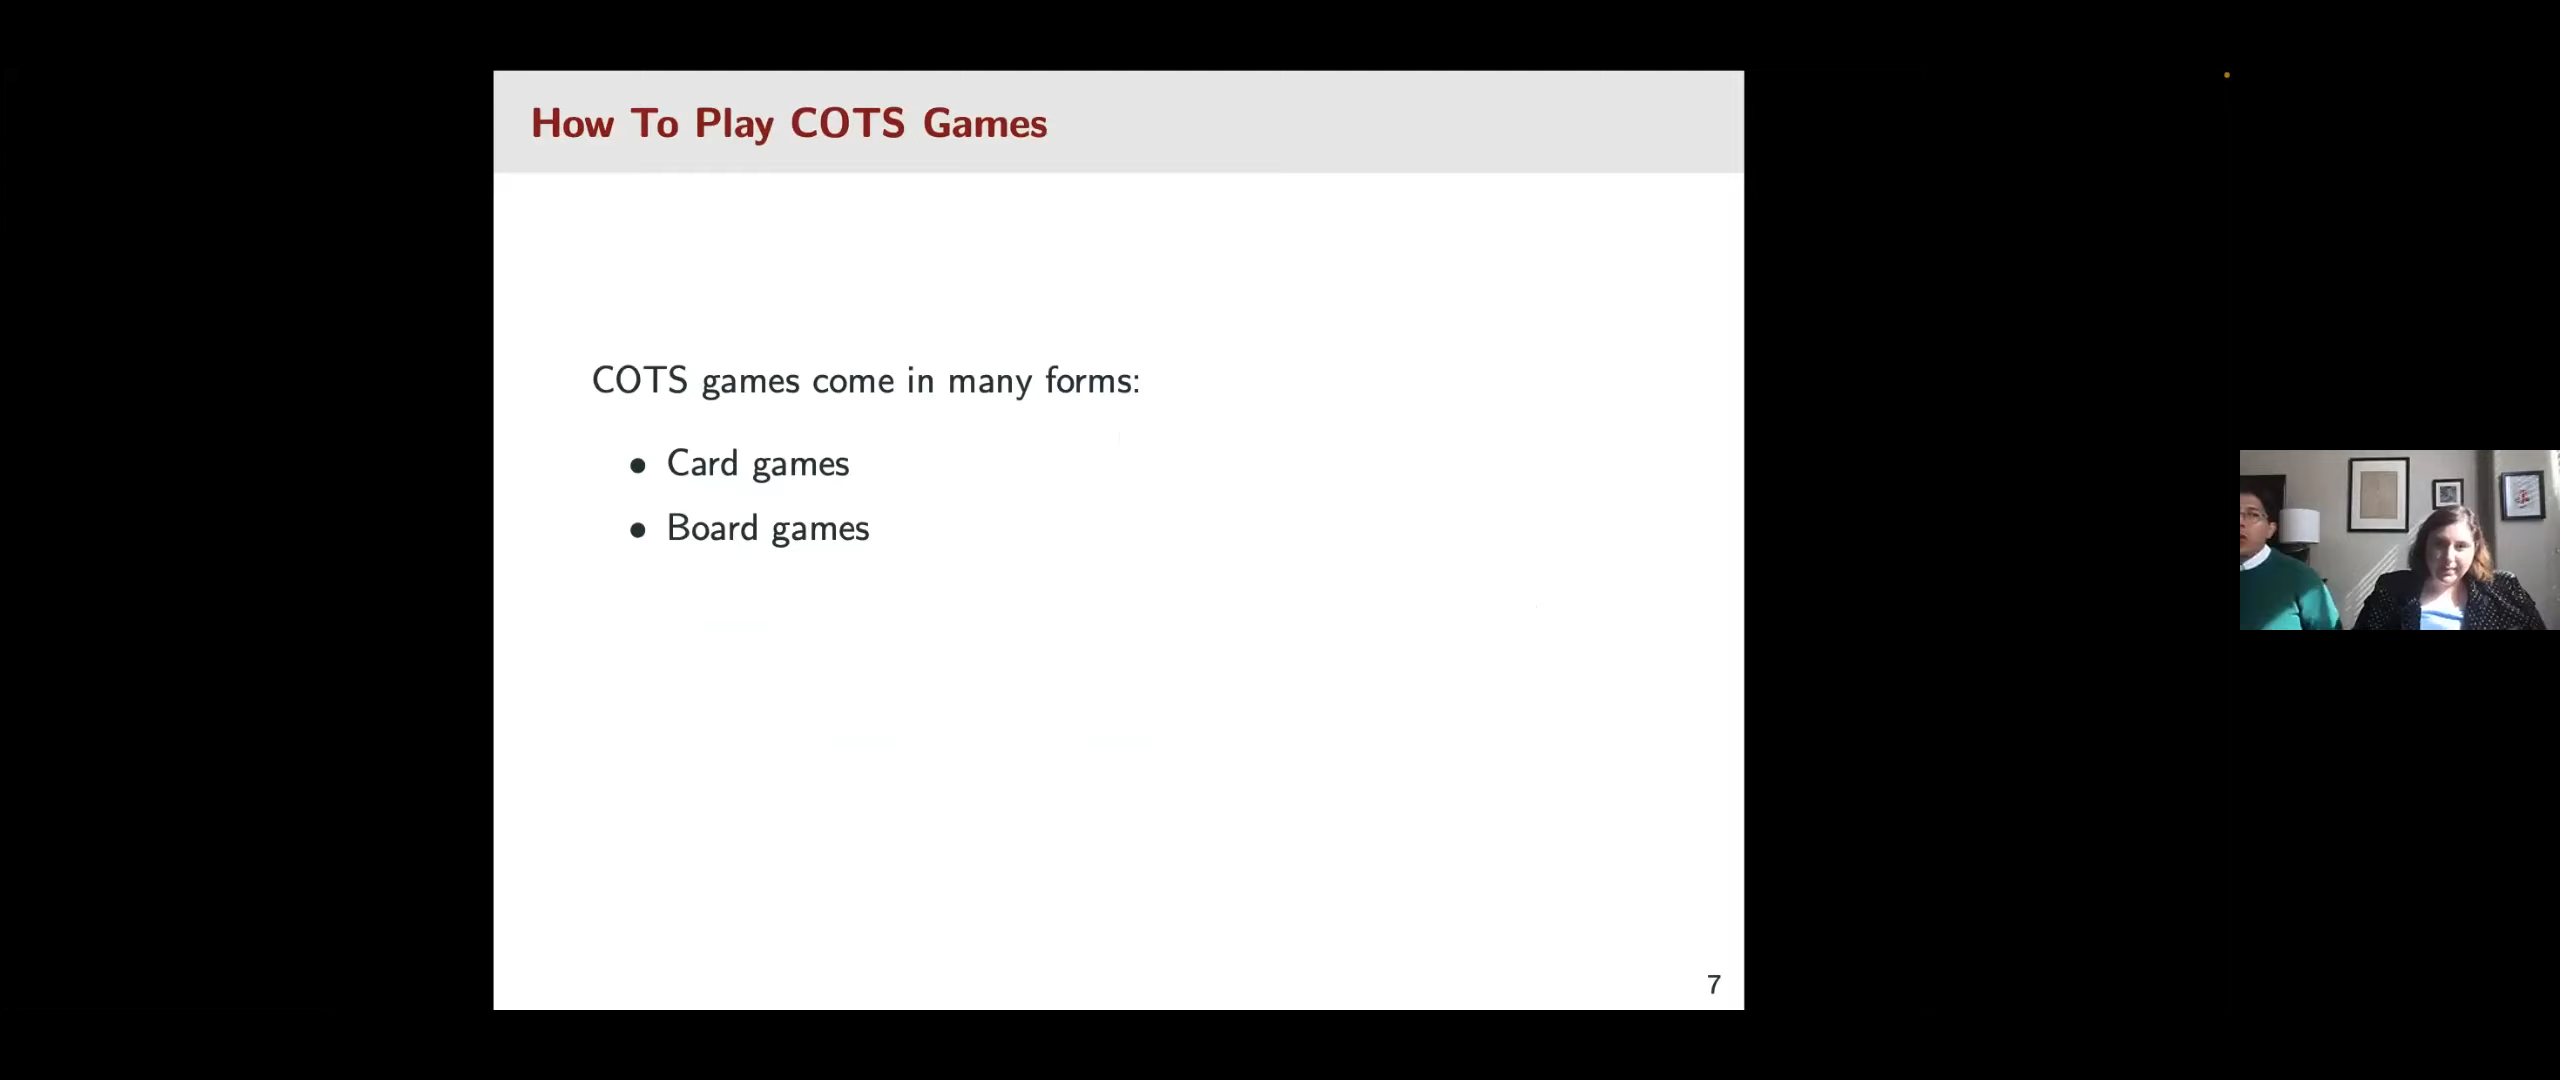 How To Play COTS Games
COTS games come in many forms:
• Card games
• Board games
7